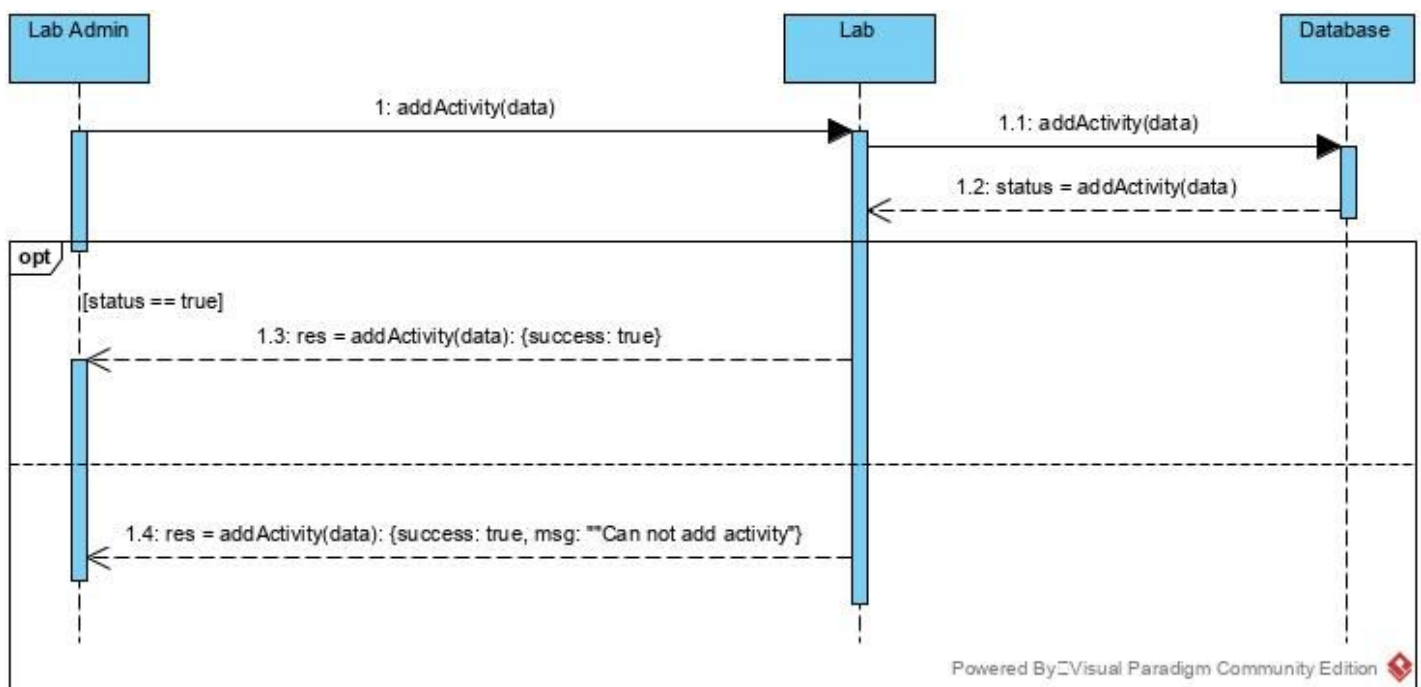 Lab Admin
Lab
Database
1: addActivity(data)
1.1: addActivity(data)
1.2: status = addActivity(data)
opt
[status == true]
1.3: res = addActivity(data): {success: true}
1.4: res = addActivity(data): {success: true, msg: ""Can not add activity"}
Powered By Visual Paradigm Community Edition